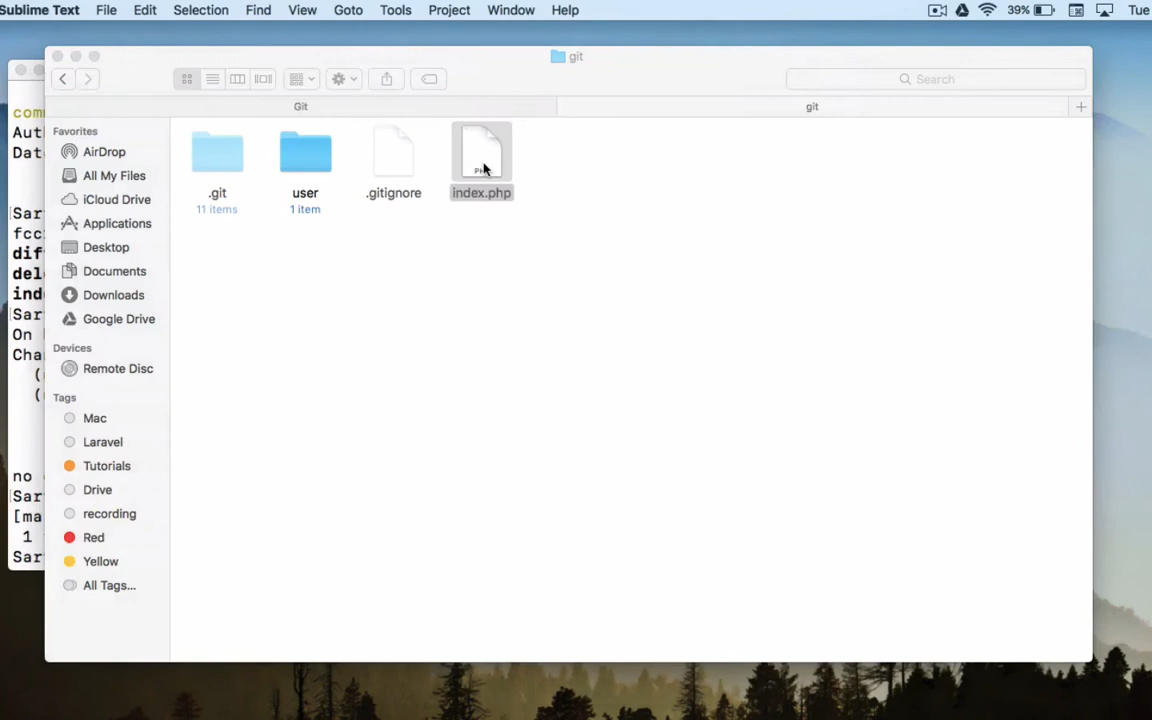 Sublime Text File Edit Selection Find View Goto Tools Project Window Help 39% Tue
git
Search
Git git
Favorites
AirDrop
All My Files
iCloud Drive
Applications
Desktop
Documents
Downloads
Google Drive
Devices
Remote Disc
Tags
Mac
Laravel
Tutorials
Drive
recording
Red
Yellow
All Tags...
.git user .gitignore index.php
11 items 1 item
com
Aut
Dat
Sar
fcc
dif
del
ind
Sar
On
Cha
(
(
no
Sar
[ma
1
Sar